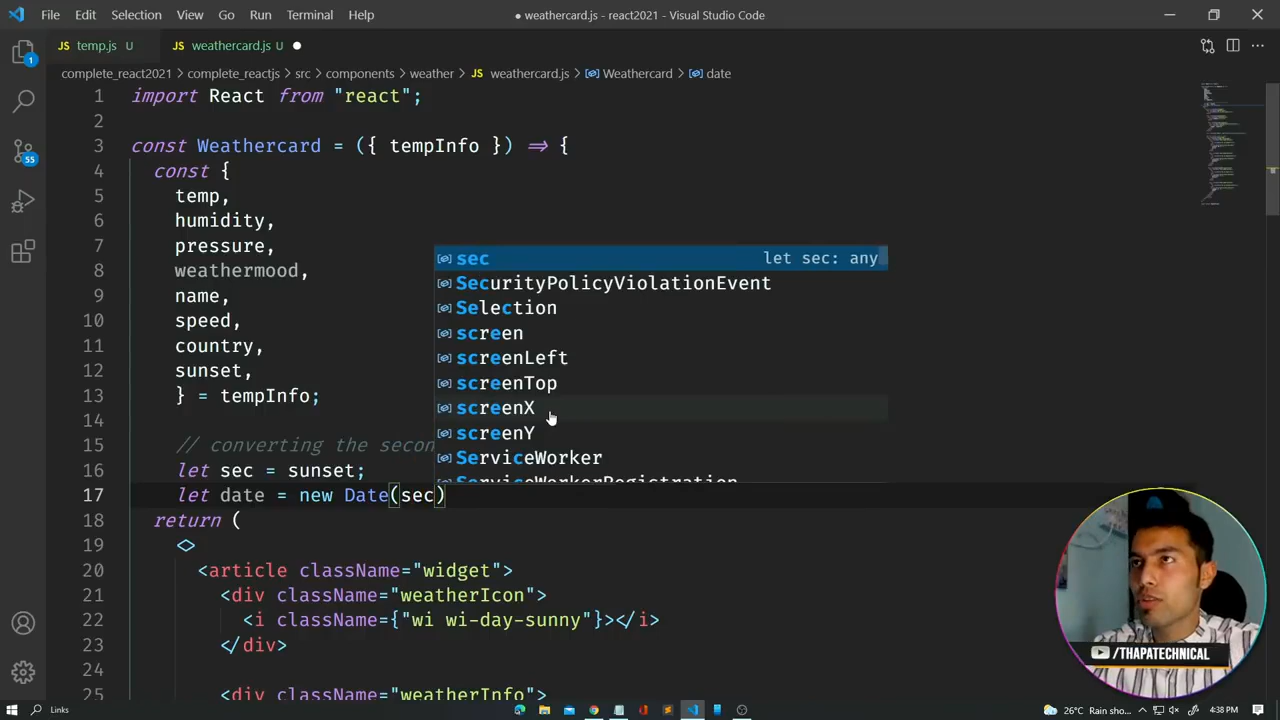 File Edit Selection View Go Run Terminal Help
● weathercard.js - react2021 - Visual Studio Code
JS temp.js U JS weathercard.js U ●
complete_react2021 > complete_reactjs > src > components > weather > JS weathercard.js > Weathercard > date
1 import React from "react";
2
3 const Weathercard = ({ tempInfo }) => {
4 const {
5 temp,
6 humidity,
7 pressure,
8 weathermood,
9 name,
10 speed,
11 country,
12 sunset,
13 } = tempInfo;
14
15 // converting the secon
16 let sec = sunset;
17 let date = new Date(sec)
18 return (
19 <>
20 <article className="widget">
21 <div className="weatherIcon">
22 <i className={"wi wi-day-sunny"}></i>
23 </div>
24
25 <div className="weatherInfo">
sec let sec: any
SecurityPolicyViolationEvent
Selection
screen
screenLeft
screenTop
screenX
screenY
ServiceWorker
ServiceWorkerRegistration
1
55
/THAPATECHNICAL
Links
26°C Rain sho...
4:38 PM